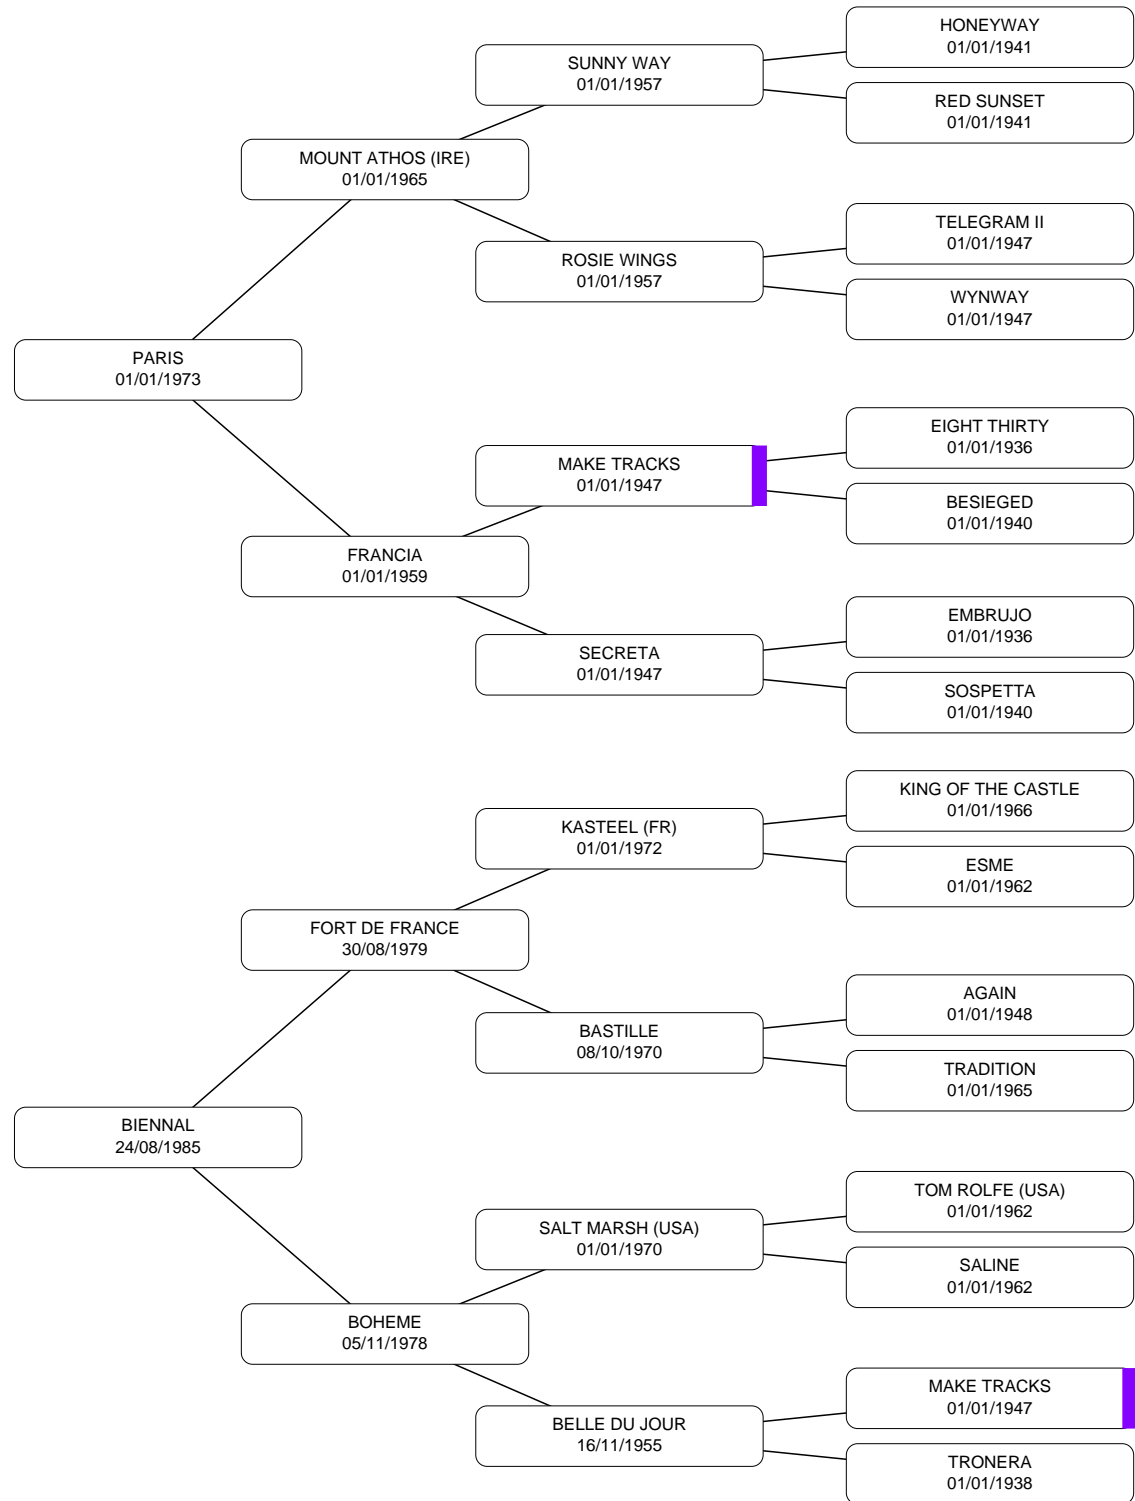 HONEYWAY
01/01/1941
SUNNY WAY
01/01/1957
RED SUNSET
01/01/1941
MOUNT ATHOS (IRE)
01/01/1965
TELEGRAM II
01/01/1947
ROSIE WINGS
01/01/1957
WYNWAY
01/01/1947
PARIS
01/01/1973
EIGHT THIRTY
01/01/1936
MAKE TRACKS
01/01/1947
BESIEGED
01/01/1940
FRANCIA
01/01/1959
EMBRUJO
01/01/1936
SECRETA
01/01/1947
SOSPETTA
01/01/1940
KING OF THE CASTLE
01/01/1966
KASTEEL (FR)
01/01/1972
ESME
01/01/1962
FORT DE FRANCE
30/08/1979
AGAIN
01/01/1948
BASTILLE
08/10/1970
TRADITION
01/01/1965
BIENNAL
24/08/1985
TOM ROLFE (USA)
01/01/1962
SALT MARSH (USA)
01/01/1970
SALINE
01/01/1962
BOHEME
05/11/1978
MAKE TRACKS
01/01/1947
BELLE DU JOUR
16/11/1955
TRONERA
01/01/1938